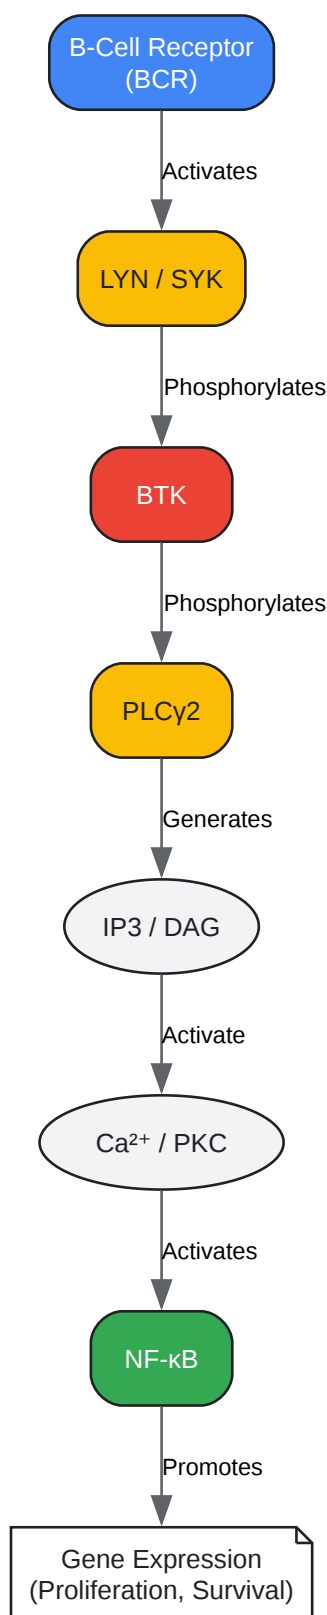 B-Cell Receptor
(BCR)
Activates
LYN / SYK
Phosphorylates
BTK
Phosphorylates
PLCγ2
Generates
IP3 / DAG
Activate
Ca²⁺ / PKC
Activates
NF-κB
Promotes
Gene Expression
(Proliferation, Survival)